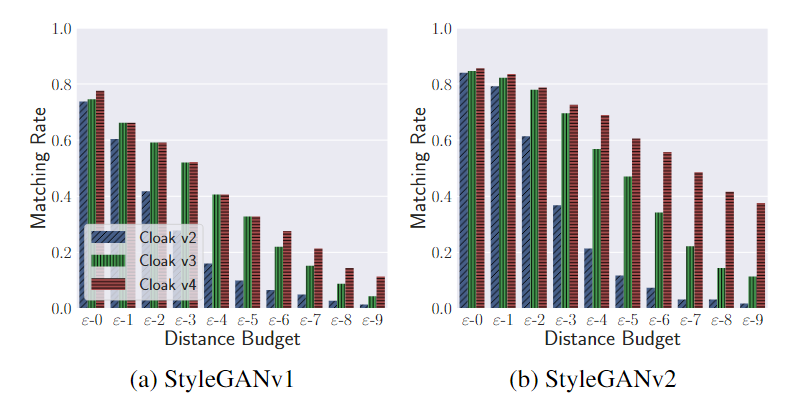 1.0
0.8
0.6
0.4
0.2
0.0
Matching Rate
Cloak v2
Cloak v3
Cloak v4
ε-0 ε-1 ε-2 ε-3 ε-4 ε-5 ε-6 ε-7 ε-8 ε-9
Distance Budget
(a) StyleGANv1
1.0
0.8
0.6
0.4
0.2
0.0
Matching Rate
ε-0 ε-1 ε-2 ε-3 ε-4 ε-5 ε-6 ε-7 ε-8 ε-9
Distance Budget
(b) StyleGANv2